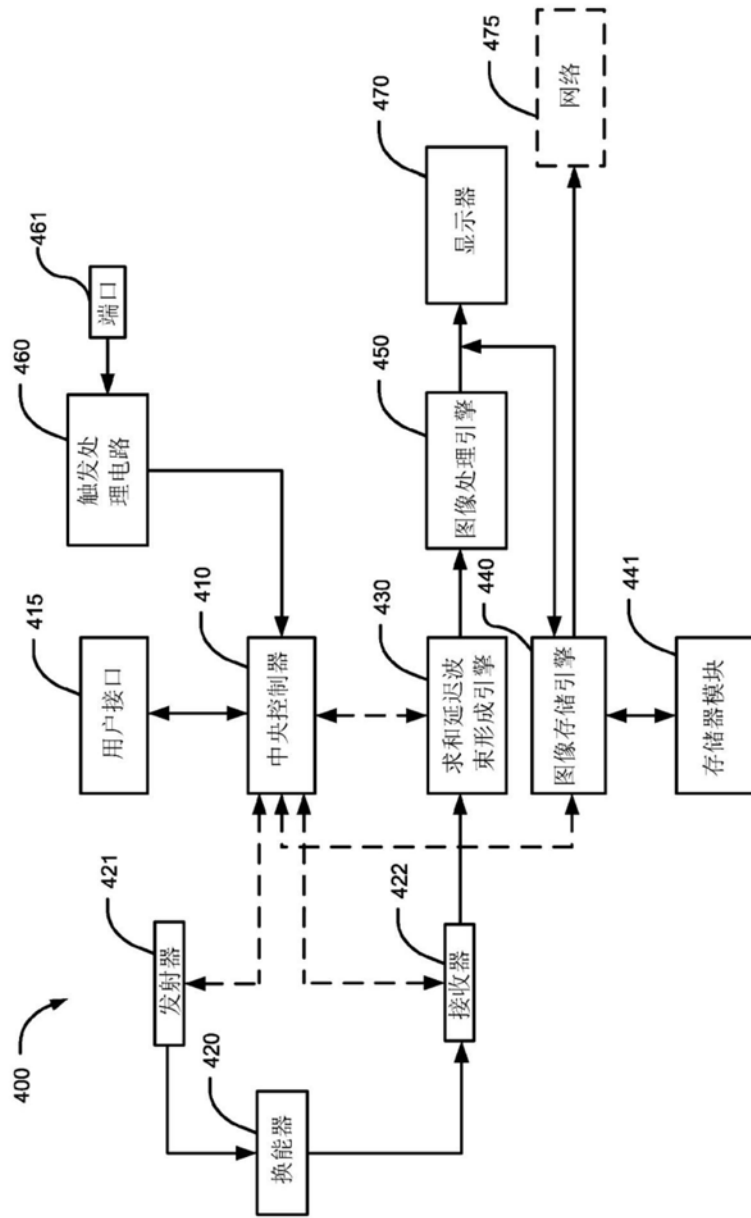 400
421
发射器
420
换能器
422
接收器
415
用户接口
410
中央控制器
460
触发处
理电路
461
端口
430
求和延迟波
束形成引擎
450
图像处理引擎
470
显示器
440
图像存储引擎
441
存储器模块
475
网络